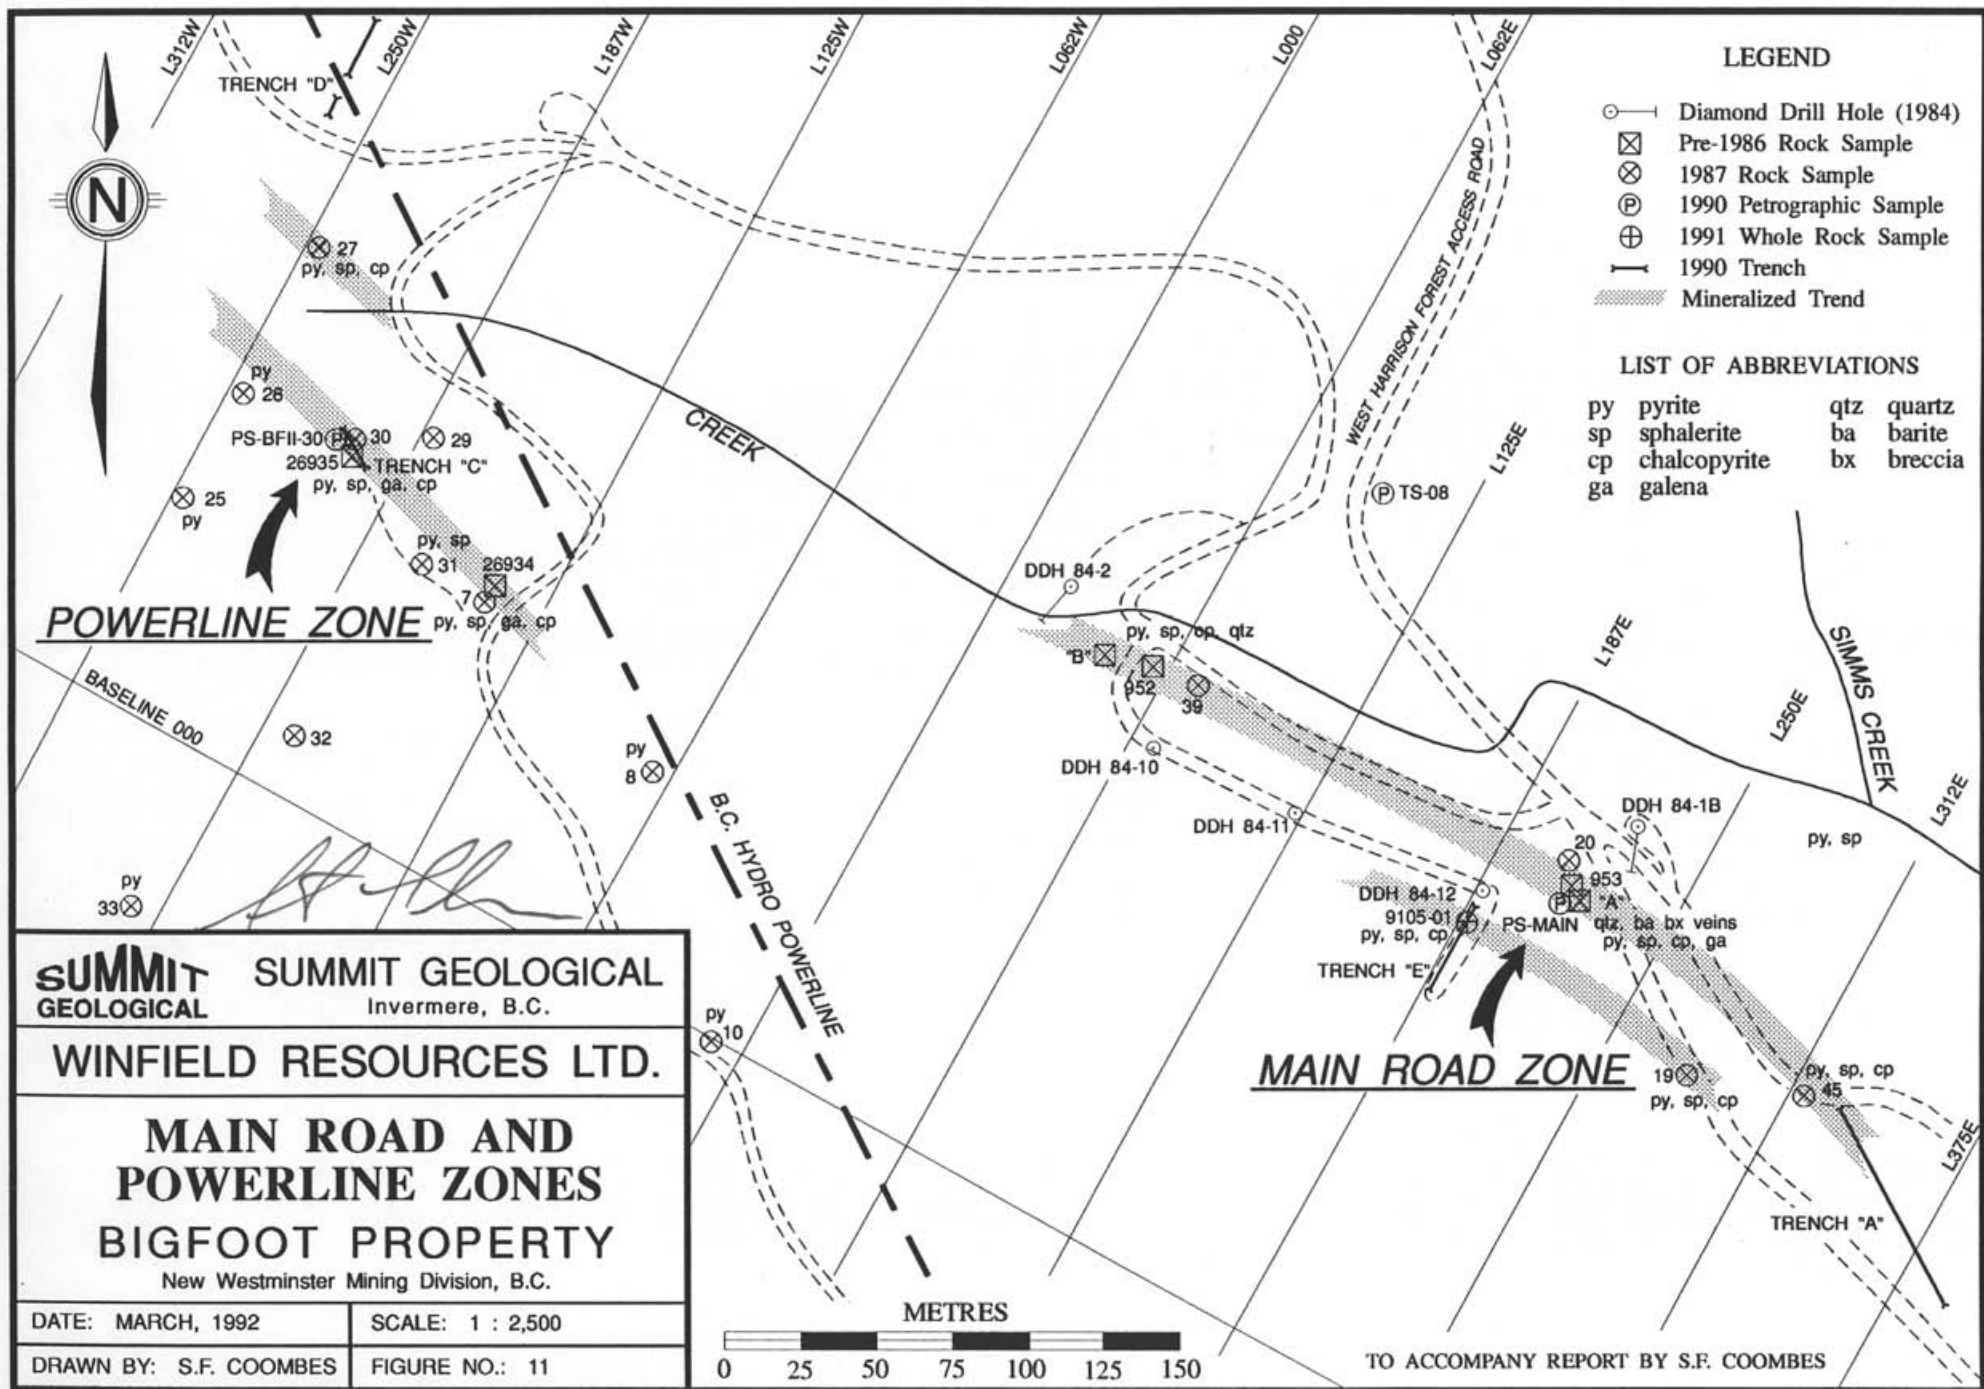 L312W
L250W
L187W
L125W
L062W
L000
L062E
TRENCH "D"
N
27
py, sp, cp
py
28
PS-BFII-30 P 30
29
26935
TRENCH "C"
py, sp, ga, cp
25
py
py, sp
31
26934
7
py, sp, ga, cp
POWERLINE ZONE
BASELINE 000
32
py
8
py
33
py
10
CREEK
B.C. HYDRO POWERLINE
WEST HARRISON FOREST ACCESS ROAD
P TS-08
L125E
L187E
L250E
L312E
L375E
SIMMS CREEK
DDH 84-2
py, sp, cp, qtz
"B"
952
39
DDH 84-10
DDH 84-11
DDH 84-12
DDH 84-1B
py, sp
20
953
P "A"
9105-01
PS-MAIN
qtz, ba bx veins
py, sp, cp
py, sp, cp, ga
TRENCH "E"
MAIN ROAD ZONE
19
py, sp, cp
py, sp, cp
45
TRENCH "A"
LEGEND
Diamond Drill Hole (1984)
Pre-1986 Rock Sample
1987 Rock Sample
P 1990 Petrographic Sample
1991 Whole Rock Sample
1990 Trench
Mineralized Trend
LIST OF ABBREVIATIONS
py pyrite qtz quartz
sp sphalerite ba barite
cp chalcopyrite bx breccia
ga galena
SUMMIT
GEOLOGICAL
SUMMIT GEOLOGICAL
Invermere, B.C.
WINFIELD RESOURCES LTD.
MAIN ROAD AND
POWERLINE ZONES
BIGFOOT PROPERTY
New Westminster Mining Division, B.C.
DATE: MARCH, 1992
SCALE: 1 : 2,500
DRAWN BY: S.F. COOMBES
FIGURE NO.: 11
METRES
0 25 50 75 100 125 150
TO ACCOMPANY REPORT BY S.F. COOMBES